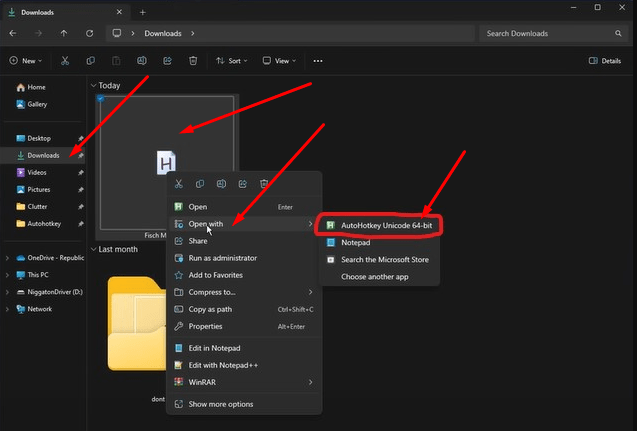 Downloads
Downloads
Search Downloads
New
Sort
View
Details
Home
Gallery
Desktop
Downloads
Videos
Pictures
Clutter
Autohotkey
OneDrive - Republic
This PC
NiggatonDriver (D:)
Network
Today
H
Fisch M
Last month
dont
Open Enter
Open with
Share
Run as administrator
Add to Favorites
Compress to...
Copy as path Ctrl+Shift+C
Properties Alt+Enter
Edit in Notepad
Edit with Notepad++
WinRAR
Show more options
AutoHotkey Unicode 64-bit
Notepad
Search the Microsoft Store
Choose another app